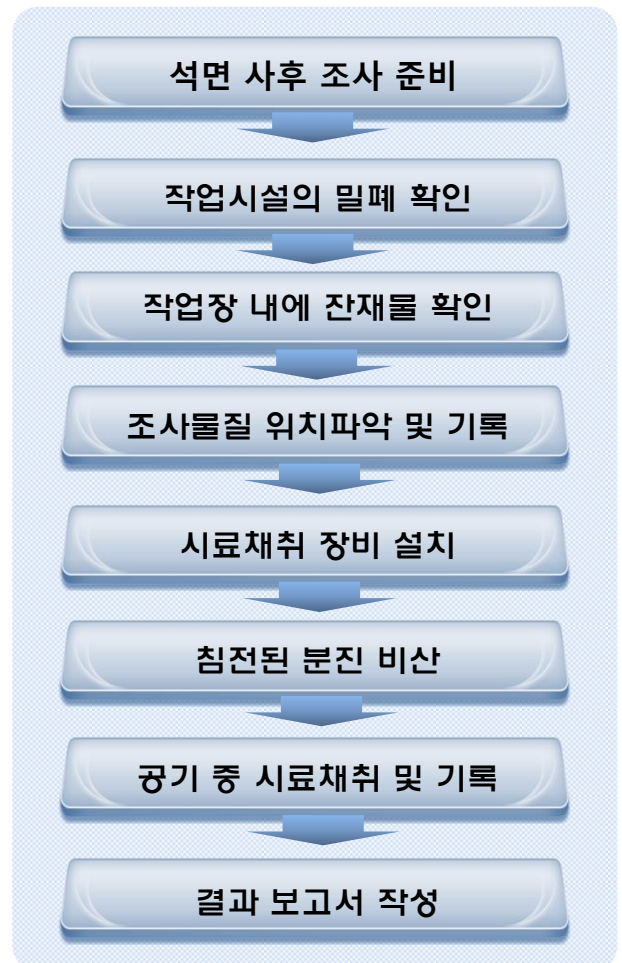 석면 사후 조사 준비
작업시설의 밀폐 확인
작업장 내에 잔재물 확인
조사물질 위치파악 및 기록
시료채취 장비 설치
침전된 분진 비산
공기 중 시료채취 및 기록
결과 보고서 작성